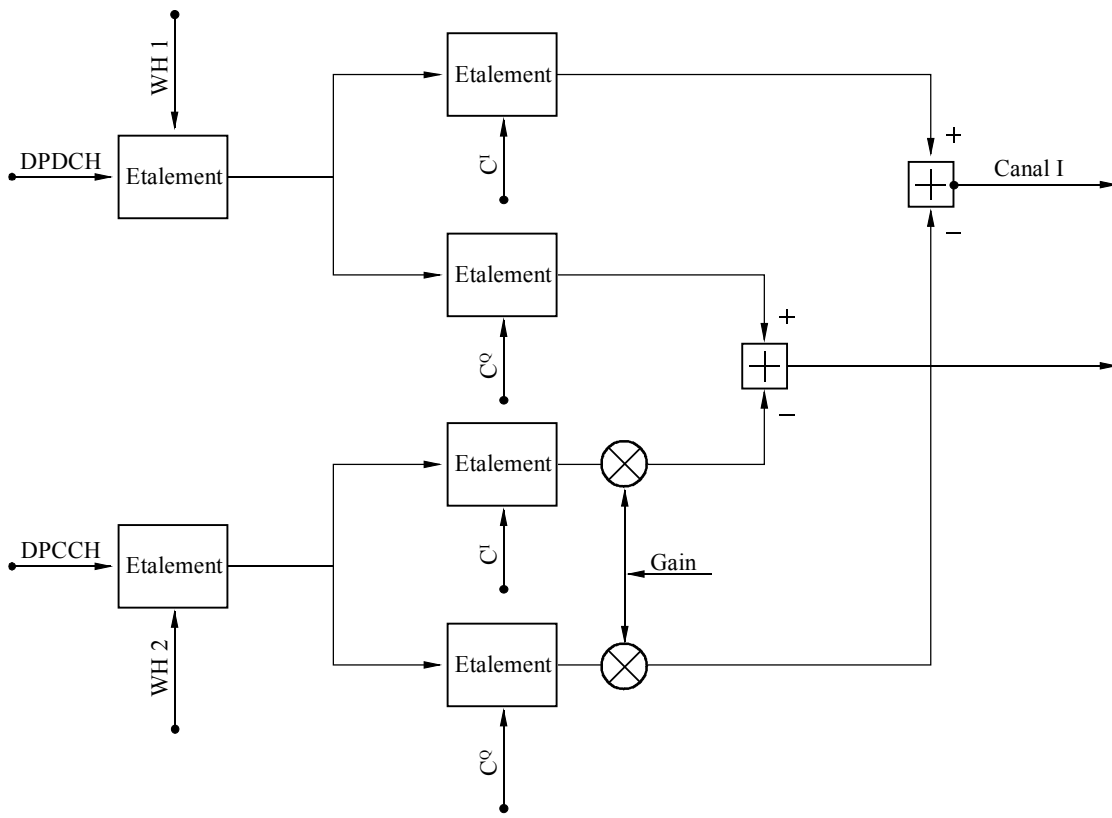 WH 1
DPDCH
Etalement
Etalement
C^I
+
−
Canal I
Etalement
C^Q
+
−
Etalement
C^I
DPCCH
Etalement
WH 2
Gain
Etalement
C^Q